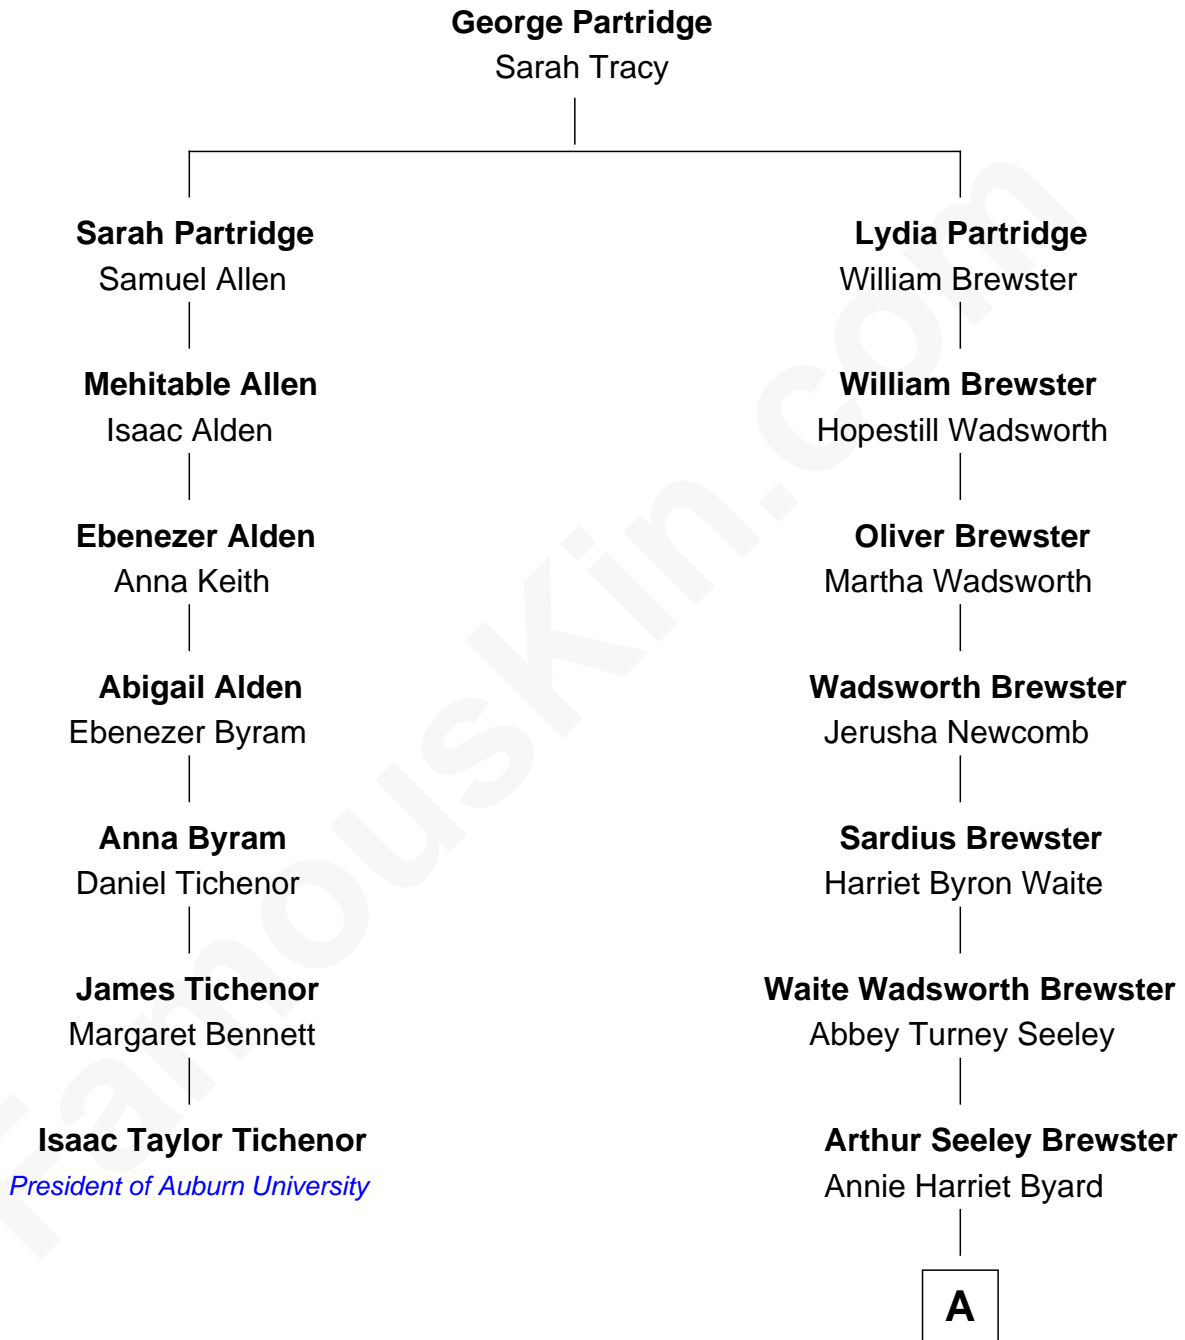 George Partridge
Sarah Tracy
Sarah Partridge
Samuel Allen
Lydia Partridge
William Brewster
Mehitable Allen
Isaac Alden
William Brewster
Hopestill Wadsworth
Ebenezer Alden
Anna Keith
Oliver Brewster
Martha Wadsworth
Abigail Alden
Ebenezer Byram
Wadsworth Brewster
Jerusha Newcomb
Anna Byram
Daniel Tichenor
Sardius Brewster
Harriet Byron Waite
James Tichenor
Margaret Bennett
Waite Wadsworth Brewster
Abbey Turney Seeley
Isaac Taylor Tichenor
President of Auburn University
Arthur Seeley Brewster
Annie Harriet Byard
A
FamousKin.com